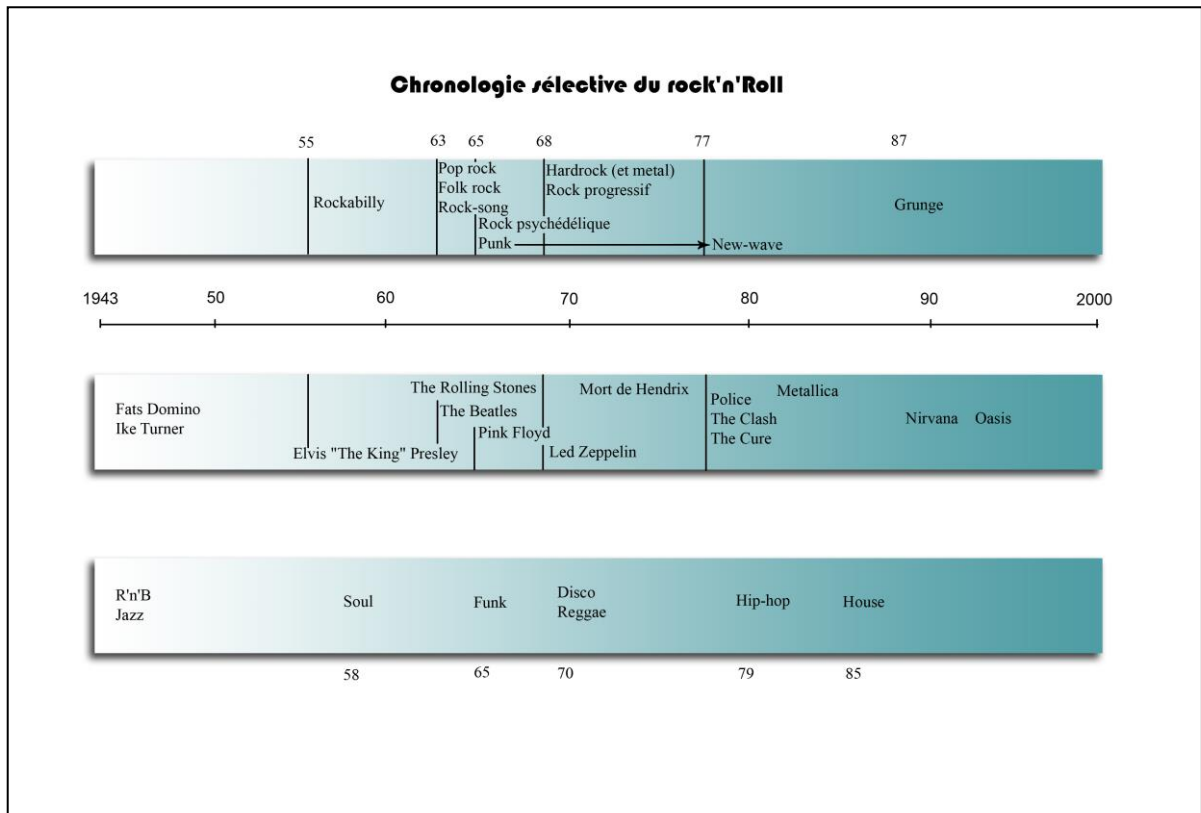 Chronologie sélective du rock'n'Roll
55 63 65 68 77 87
Rockabilly
Pop rock
Folk rock
Rock-song
Rock psychédélique
Punk
Hardrock (et metal)
Rock progressif
New-wave
Grunge
1943 50 60 70 80 90 2000
Fats Domino
Ike Turner
Elvis "The King" Presley
The Rolling Stones
The Beatles
Pink Floyd
Led Zeppelin
Mort de Hendrix
Police
The Clash
The Cure
Metallica
Nirvana
Oasis
R'n'B
Jazz
Soul
Funk
Disco
Reggae
Hip-hop
House
58 65 70 79 85